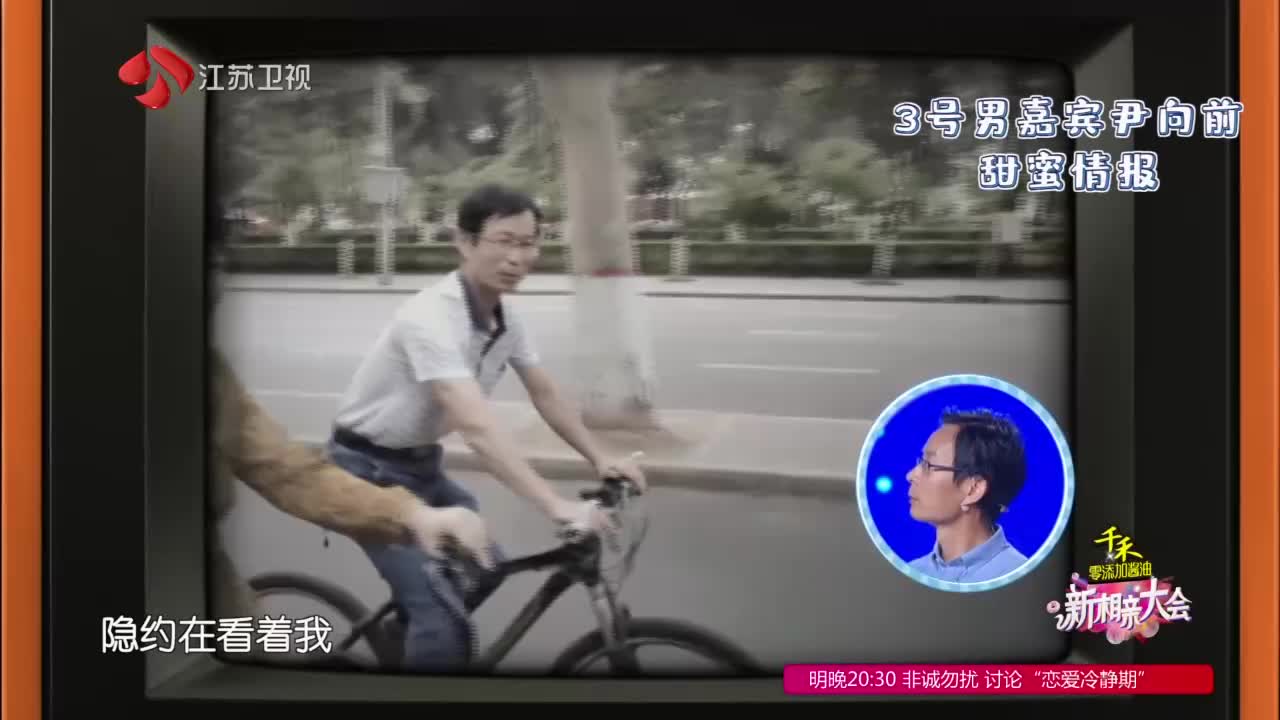 江苏卫视
3号男嘉宾尹向前
甜蜜情报
千禾
零添加酱油
新相亲大会
隐约在看着我
明晚20:30 非诚勿扰 讨论“恋爱冷静期”